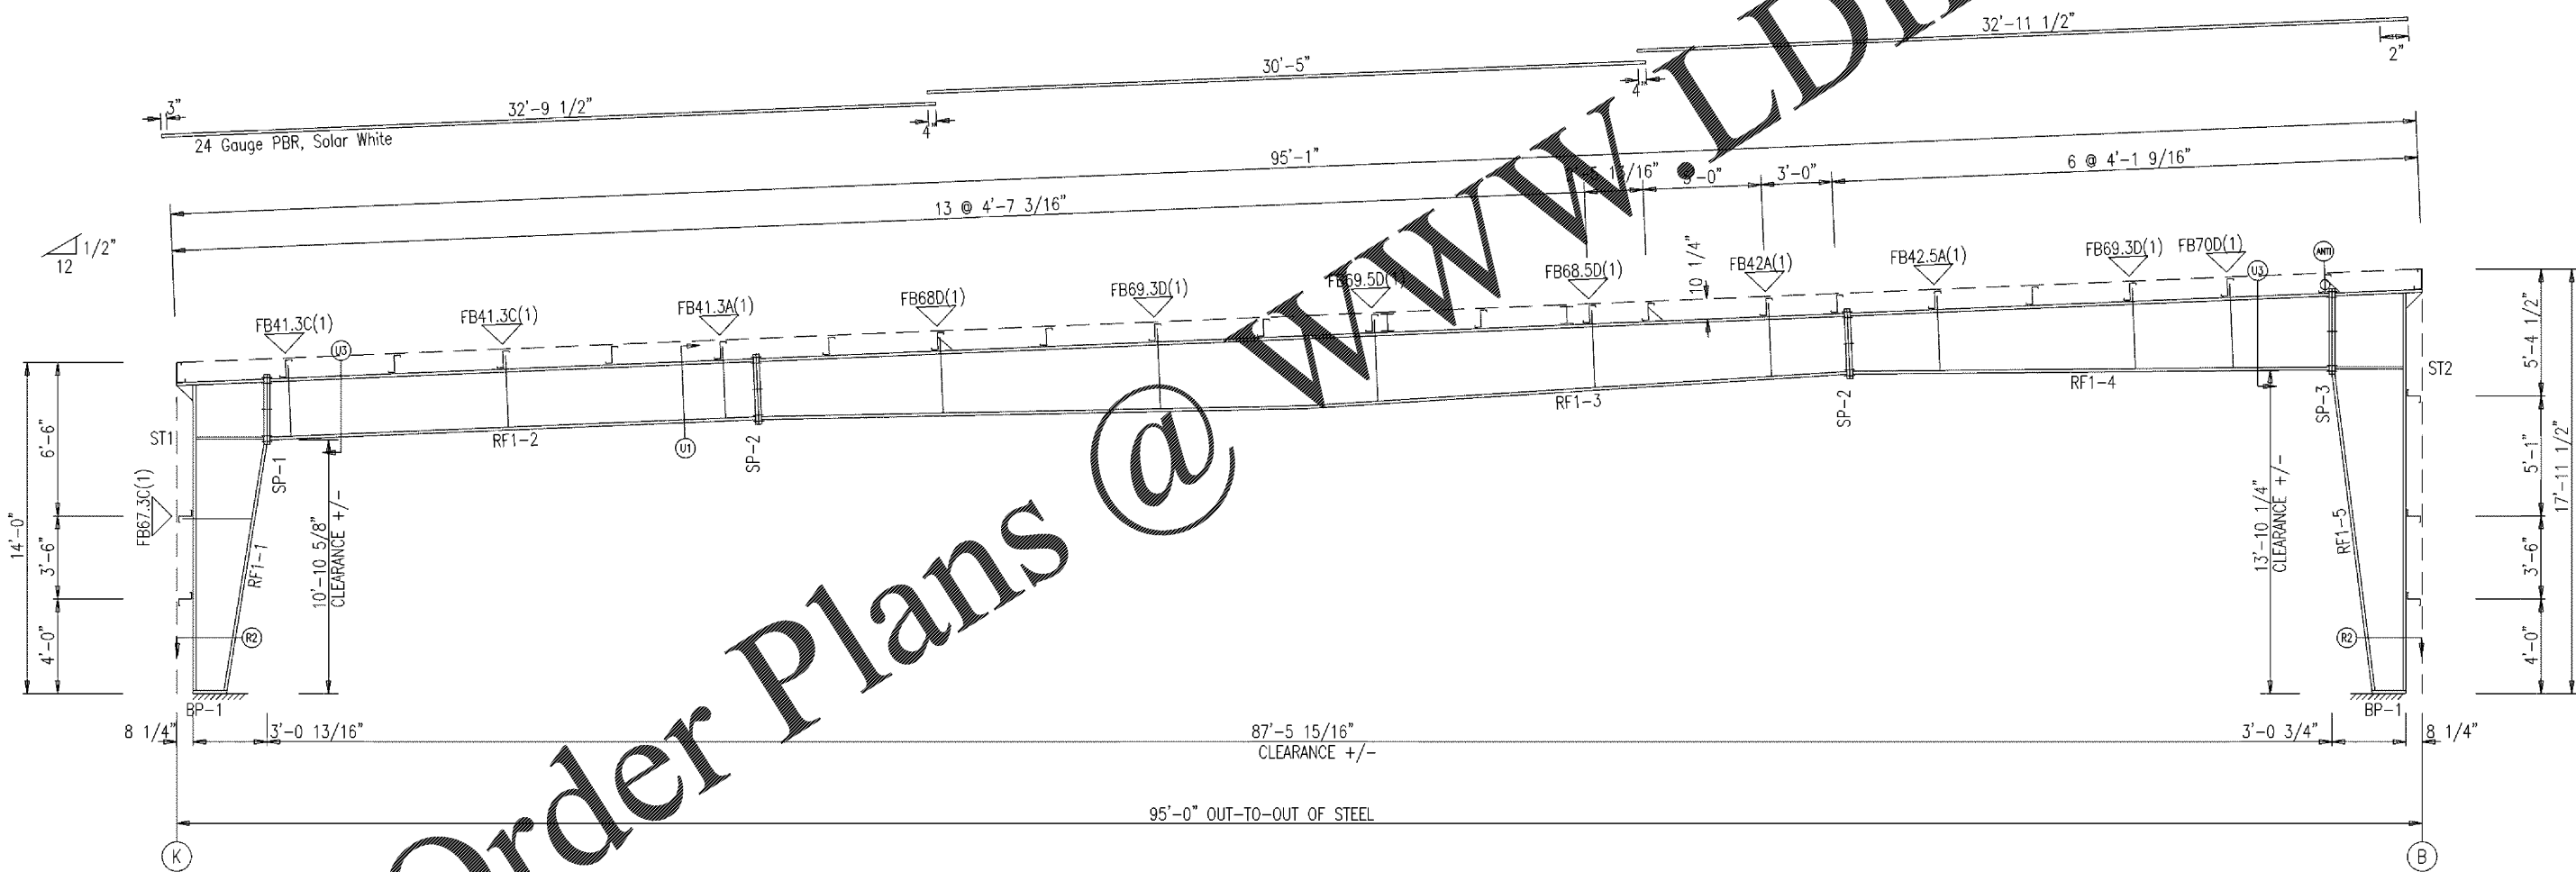 32'-11 1/2"
2"
30'-5"
4"
3"
32'-9 1/2"
4"
24 Gauge PBR, Solar White
95'-1"
6 @ 4'-1 9/16"
3'-0"
13 @ 4'-7 3/16"
1/2"
12
10 1/4"
FB41.3C(1)
FB41.3C(1)
FB41.3A(1)
FB68D(1)
FB69.3D(1)
FB69.5D(1)
FB68.5D(1)
FB42A(1)
FB42.5A(1)
FB69.3D(1)
FB70D(1)
ANTI
U3
U3
U1
ST1
ST2
RF1-2
RF1-3
RF1-4
SP-1
SP-2
SP-2
SP-3
RF1-1
RF1-5
FB67.3C(1)
14'-0"
6'-6"
3'-6"
4'-0"
10'-10 5/8"
CLEARANCE +/-
13'-10 1/4"
CLEARANCE +/-
5'-4 1/2"
5'-1"
3'-6"
4'-0"
17'-11 1/2"
R2
R2
BP-1
BP-1
8 1/4"
3'-0 13/16"
87'-5 15/16"
CLEARANCE +/-
3'-0 3/4"
8 1/4"
95'-0" OUT-TO-OUT OF STEEL
K
B
Order Plans @ www.LDI